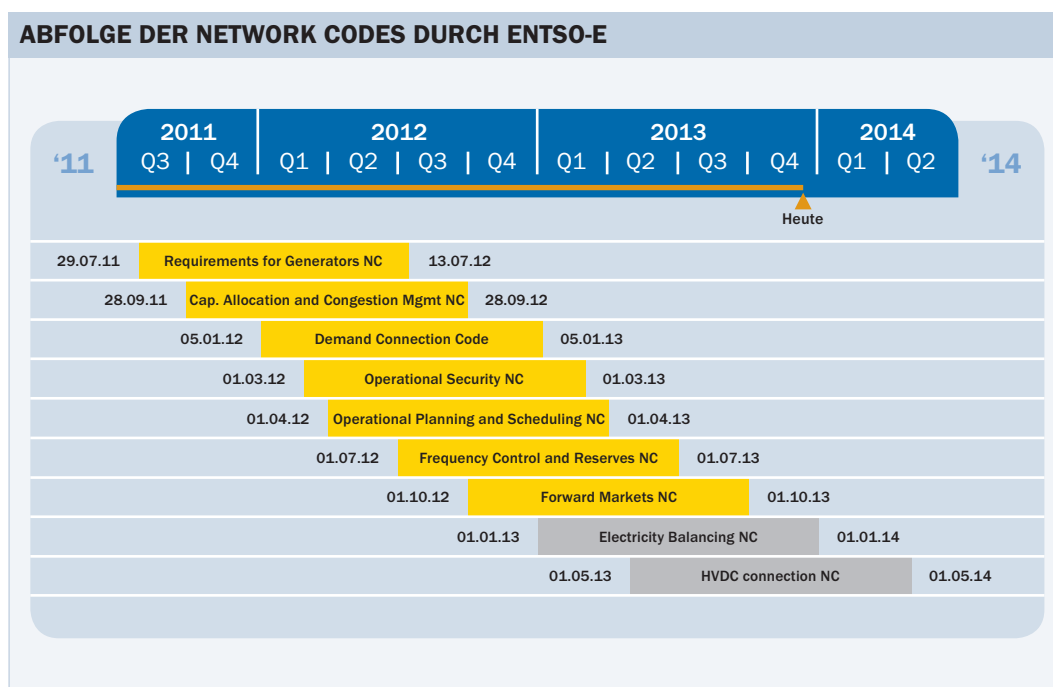 ABFOLGE DER NETWORK CODES DURCH ENTSO-E
‘11
2011 2012 2013 2014
Q3 | Q4 Q1 | Q2 | Q3 | Q4 Q1 | Q2 | Q3 | Q4 Q1 | Q2
‘14
Heute
29.07.11 Requirements for Generators NC 13.07.12
28.09.11 Cap. Allocation and Congestion Mgmt NC 28.09.12
05.01.12 Demand Connection Code 05.01.13
01.03.12 Operational Security NC 01.03.13
01.04.12 Operational Planning and Scheduling NC 01.04.13
01.07.12 Frequency Control and Reserves NC 01.07.13
01.10.12 Forward Markets NC 01.10.13
01.01.13 Electricity Balancing NC 01.01.14
01.05.13 HVDC connection NC 01.05.14